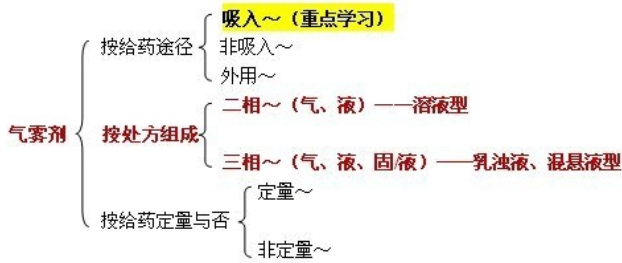 吸入～（重点学习）
按给药途径
非吸入～
外用～
二相～（气、液）——溶液型
气雾剂
按处方组成
三相～（气、液、固/液）——乳浊液、混悬液型
定量～
按给药定量与否
非定量～